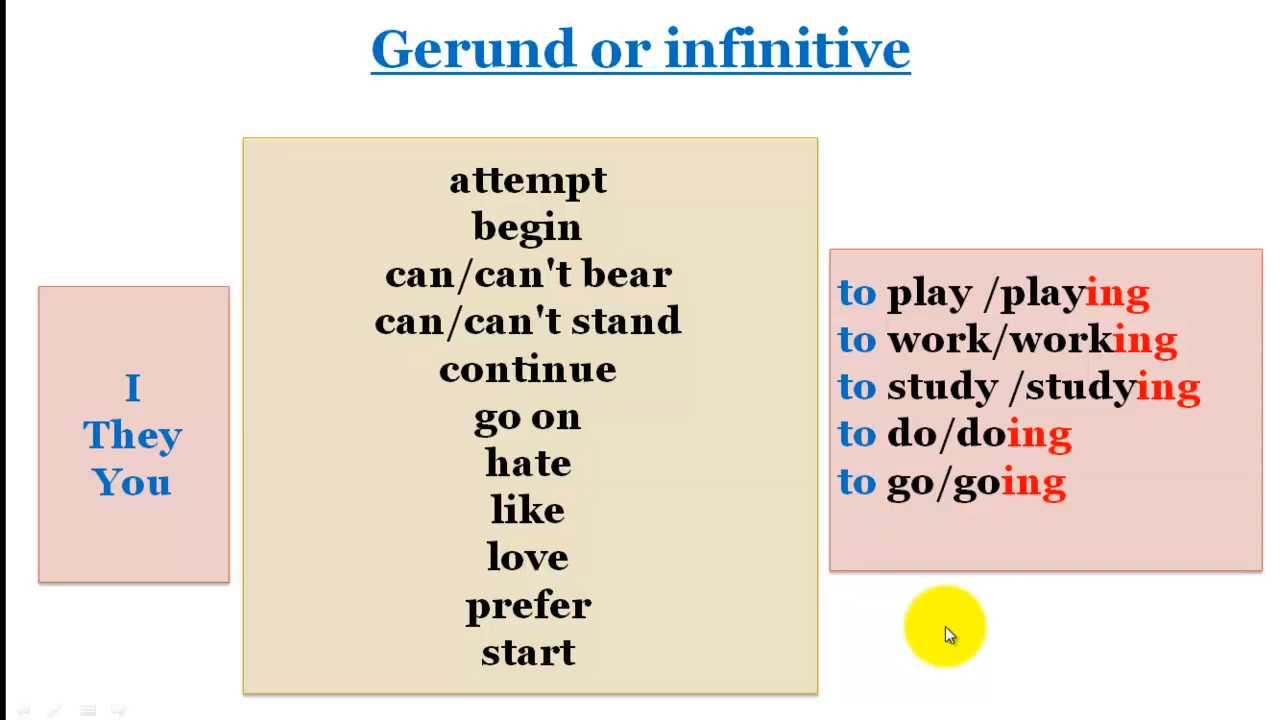 Gerund or infinitive
I
They
You
attempt
begin
can/can't bear
can/can't stand
continue
go on
hate
like
love
prefer
start
to play /playing
to work/working
to study /studying
to do/doing
to go/going